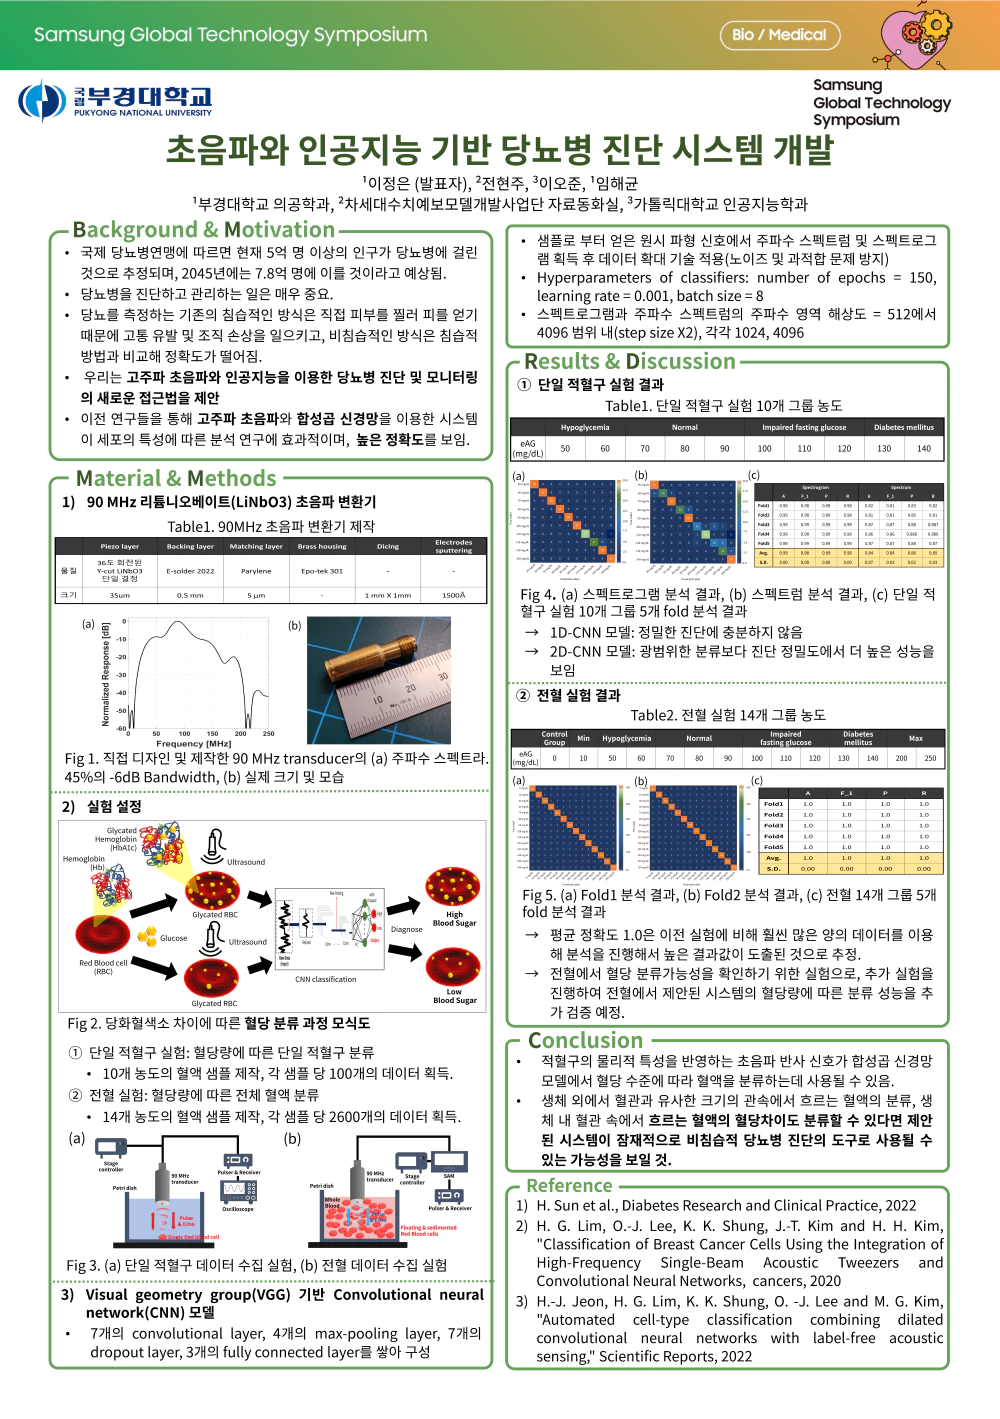 Samsung Global Technology Symposium
Bio / Medical
국립 부경대학교
PUKYONG NATIONAL UNIVERSITY
Samsung
Global Technology
Symposium
초음파와 인공지능 기반 당뇨병 진단 시스템 개발
¹이정은 (발표자), ²전현주, ³이오준, ¹임해균
¹부경대학교 의공학과, ²차세대수치예보모델개발사업단 자료동화실, ³가톨릭대학교 인공지능학과
Background & Motivation
• 국제 당뇨병연맹에 따르면 현재 5억 명 이상의 인구가 당뇨병에 걸린
것으로 추정되며, 2045년에는 7.8억 명에 이를 것이라고 예상됨.
• 당뇨병을 진단하고 관리하는 일은 매우 중요.
• 당뇨를 측정하는 기존의 침습적인 방식은 직접 피부를 찔러 피를 얻기
때문에 고통 유발 및 조직 손상을 일으키고, 비침습적인 방식은 침습적
방법과 비교해 정확도가 떨어짐.
• 우리는 고주파 초음파와 인공지능을 이용한 당뇨병 진단 및 모니터링
의 새로운 접근법을 제안
• 이전 연구들을 통해 고주파 초음파와 합성곱 신경망을 이용한 시스템
이 세포의 특성에 따른 분석 연구에 효과적이며, 높은 정확도를 보임.
Material & Methods
1) 90 MHz 리튬니오베이트(LiNbO3) 초음파 변환기
Table1. 90MHz 초음파 변환기 제작
Piezo layer Backing layer Matching layer Brass housing Dicing Electrodes sputtering
물질 36도 회전된 Y-cut LiNbO3 단일 결정 E-solder 2022 Parylene Epo-tek 301 - -
크기 35um 0.5 mm 5 μm - 1 mm X 1mm 1500Å
(a)
Normalized Response [dB]
0
-10
-20
-30
-40
-50
-60
0 50 100 150 200 250
Frequency [MHz]
(b)
10 20 30
Fig 1. 직접 디자인 및 제작한 90 MHz transducer의 (a) 주파수 스펙트라.
45%의 -6dB Bandwidth, (b) 실제 크기 및 모습
2) 실험 설정
Glycated
Hemoglobin
(HbA1c)
Hemoglobin
(Hb)
Ultrasound
Glycated RBC
Glucose
Ultrasound
Red Blood cell
(RBC)
Glycated RBC
CNN classification
Diagnose
High
Blood Sugar
Low
Blood Sugar
Fig 2. 당화혈색소 차이에 따른 혈당 분류 과정 모식도
① 단일 적혈구 실험: 혈당량에 따른 단일 적혈구 분류
• 10개 농도의 혈액 샘플 제작, 각 샘플 당 100개의 데이터 획득.
② 전혈 실험: 혈당량에 따른 전체 혈액 분류
• 14개 농도의 혈액 샘플 제작, 각 샘플 당 2600개의 데이터 획득.
(a)
Stage
controller
90 MHz
transducer
Pulser & Receiver
Petri dish
Oscilloscope
Pulse
& Echo
Single Red blood cell
(b)
90 MHz
transducer
Stage
controller
SAM
Petri dish
Whole
Blood
Pulser & Receiver
Floating & sedimented
Red Blood cells
Fig 3. (a) 단일 적혈구 데이터 수집 실험, (b) 전혈 데이터 수집 실험
3) Visual geometry group(VGG) 기반 Convolutional neural
network(CNN) 모델
• 7개의 convolutional layer, 4개의 max-pooling layer, 7개의
dropout layer, 3개의 fully connected layer를 쌓아 구성
• 샘플로 부터 얻은 원시 파형 신호에서 주파수 스펙트럼 및 스펙트로그
램 획득 후 데이터 확대 기술 적용(노이즈 및 과적합 문제 방지)
• Hyperparameters of classifiers: number of epochs = 150,
learning rate = 0.001, batch size = 8
• 스펙트로그램과 주파수 스펙트럼의 주파수 영역 해상도 = 512에서
4096 범위 내(step size X2), 각각 1024, 4096
Results & Discussion
① 단일 적혈구 실험 결과
Table1. 단일 적혈구 실험 10개 그룹 농도
Hypoglycemia Normal Impaired fasting glucose Diabetes mellitus
eAG (mg/dL) 50 60 70 80 90 100 110 120 130 140
(a)
(b)
(c)
Spectrogram Spectrum
A F_1 P R A F_1 P R
Fold1 0.98 0.98 0.98 0.98 0.82 0.81 0.83 0.82
Fold2
Fold3
Fold4
Fold5
Avg.
S.D.
Fig 4. (a) 스펙트로그램 분석 결과, (b) 스펙트럼 분석 결과, (c) 단일 적
혈구 실험 10개 그룹 5개 fold 분석 결과
→ 1D-CNN 모델: 정밀한 진단에 충분하지 않음
→ 2D-CNN 모델: 광범위한 분류보다 진단 정밀도에서 더 높은 성능을
보임
② 전혈 실험 결과
Table2. 전혈 실험 14개 그룹 농도
Control Group Min Hypoglycemia Normal Impaired fasting glucose Diabetes mellitus Max
eAG (mg/dL) 0 10 50 60 70 80 90 100 110 120 130 140 200 250
(a)
(b)
(c)
A F_1 P R
Fold1 1.0 1.0 1.0 1.0
Fold2 1.0 1.0 1.0 1.0
Fold3 1.0 1.0 1.0 1.0
Fold4 1.0 1.0 1.0 1.0
Fold5 1.0 1.0 1.0 1.0
Avg. 1.0 1.0 1.0 1.0
S.D. 0.00 0.00 0.00 0.00
Fig 5. (a) Fold1 분석 결과, (b) Fold2 분석 결과, (c) 전혈 14개 그룹 5개
fold 분석 결과
→ 평균 정확도 1.0은 이전 실험에 비해 훨씬 많은 양의 데이터를 이용
해 분석을 진행해서 높은 결과값이 도출된 것으로 추정.
→ 전혈에서 혈당 분류가능성을 확인하기 위한 실험으로, 추가 실험을
진행하여 전혈에서 제안된 시스템의 혈당량에 따른 분류 성능을 추
가 검증 예정.
Conclusion
• 적혈구의 물리적 특성을 반영하는 초음파 반사 신호가 합성곱 신경망
모델에서 혈당 수준에 따라 혈액을 분류하는데 사용될 수 있음.
• 생체 외에서 혈관과 유사한 크기의 관속에서 흐르는 혈액의 분류, 생
체 내 혈관 속에서 흐르는 혈액의 혈당차이도 분류할 수 있다면 제안
된 시스템이 잠재적으로 비침습적 당뇨병 진단의 도구로 사용될 수
있는 가능성을 보일 것.
Reference
1) H. Sun et al., Diabetes Research and Clinical Practice, 2022
2) H. G. Lim, O.-J. Lee, K. K. Shung, J.-T. Kim and H. H. Kim,
"Classification of Breast Cancer Cells Using the Integration of
High-Frequency Single-Beam Acoustic Tweezers and
Convolutional Neural Networks, cancers, 2020
3) H.-J. Jeon, H. G. Lim, K. K. Shung, O. -J. Lee and M. G. Kim,
"Automated cell-type classification combining dilated
convolutional neural networks with label-free acoustic
sensing," Scientific Reports, 2022